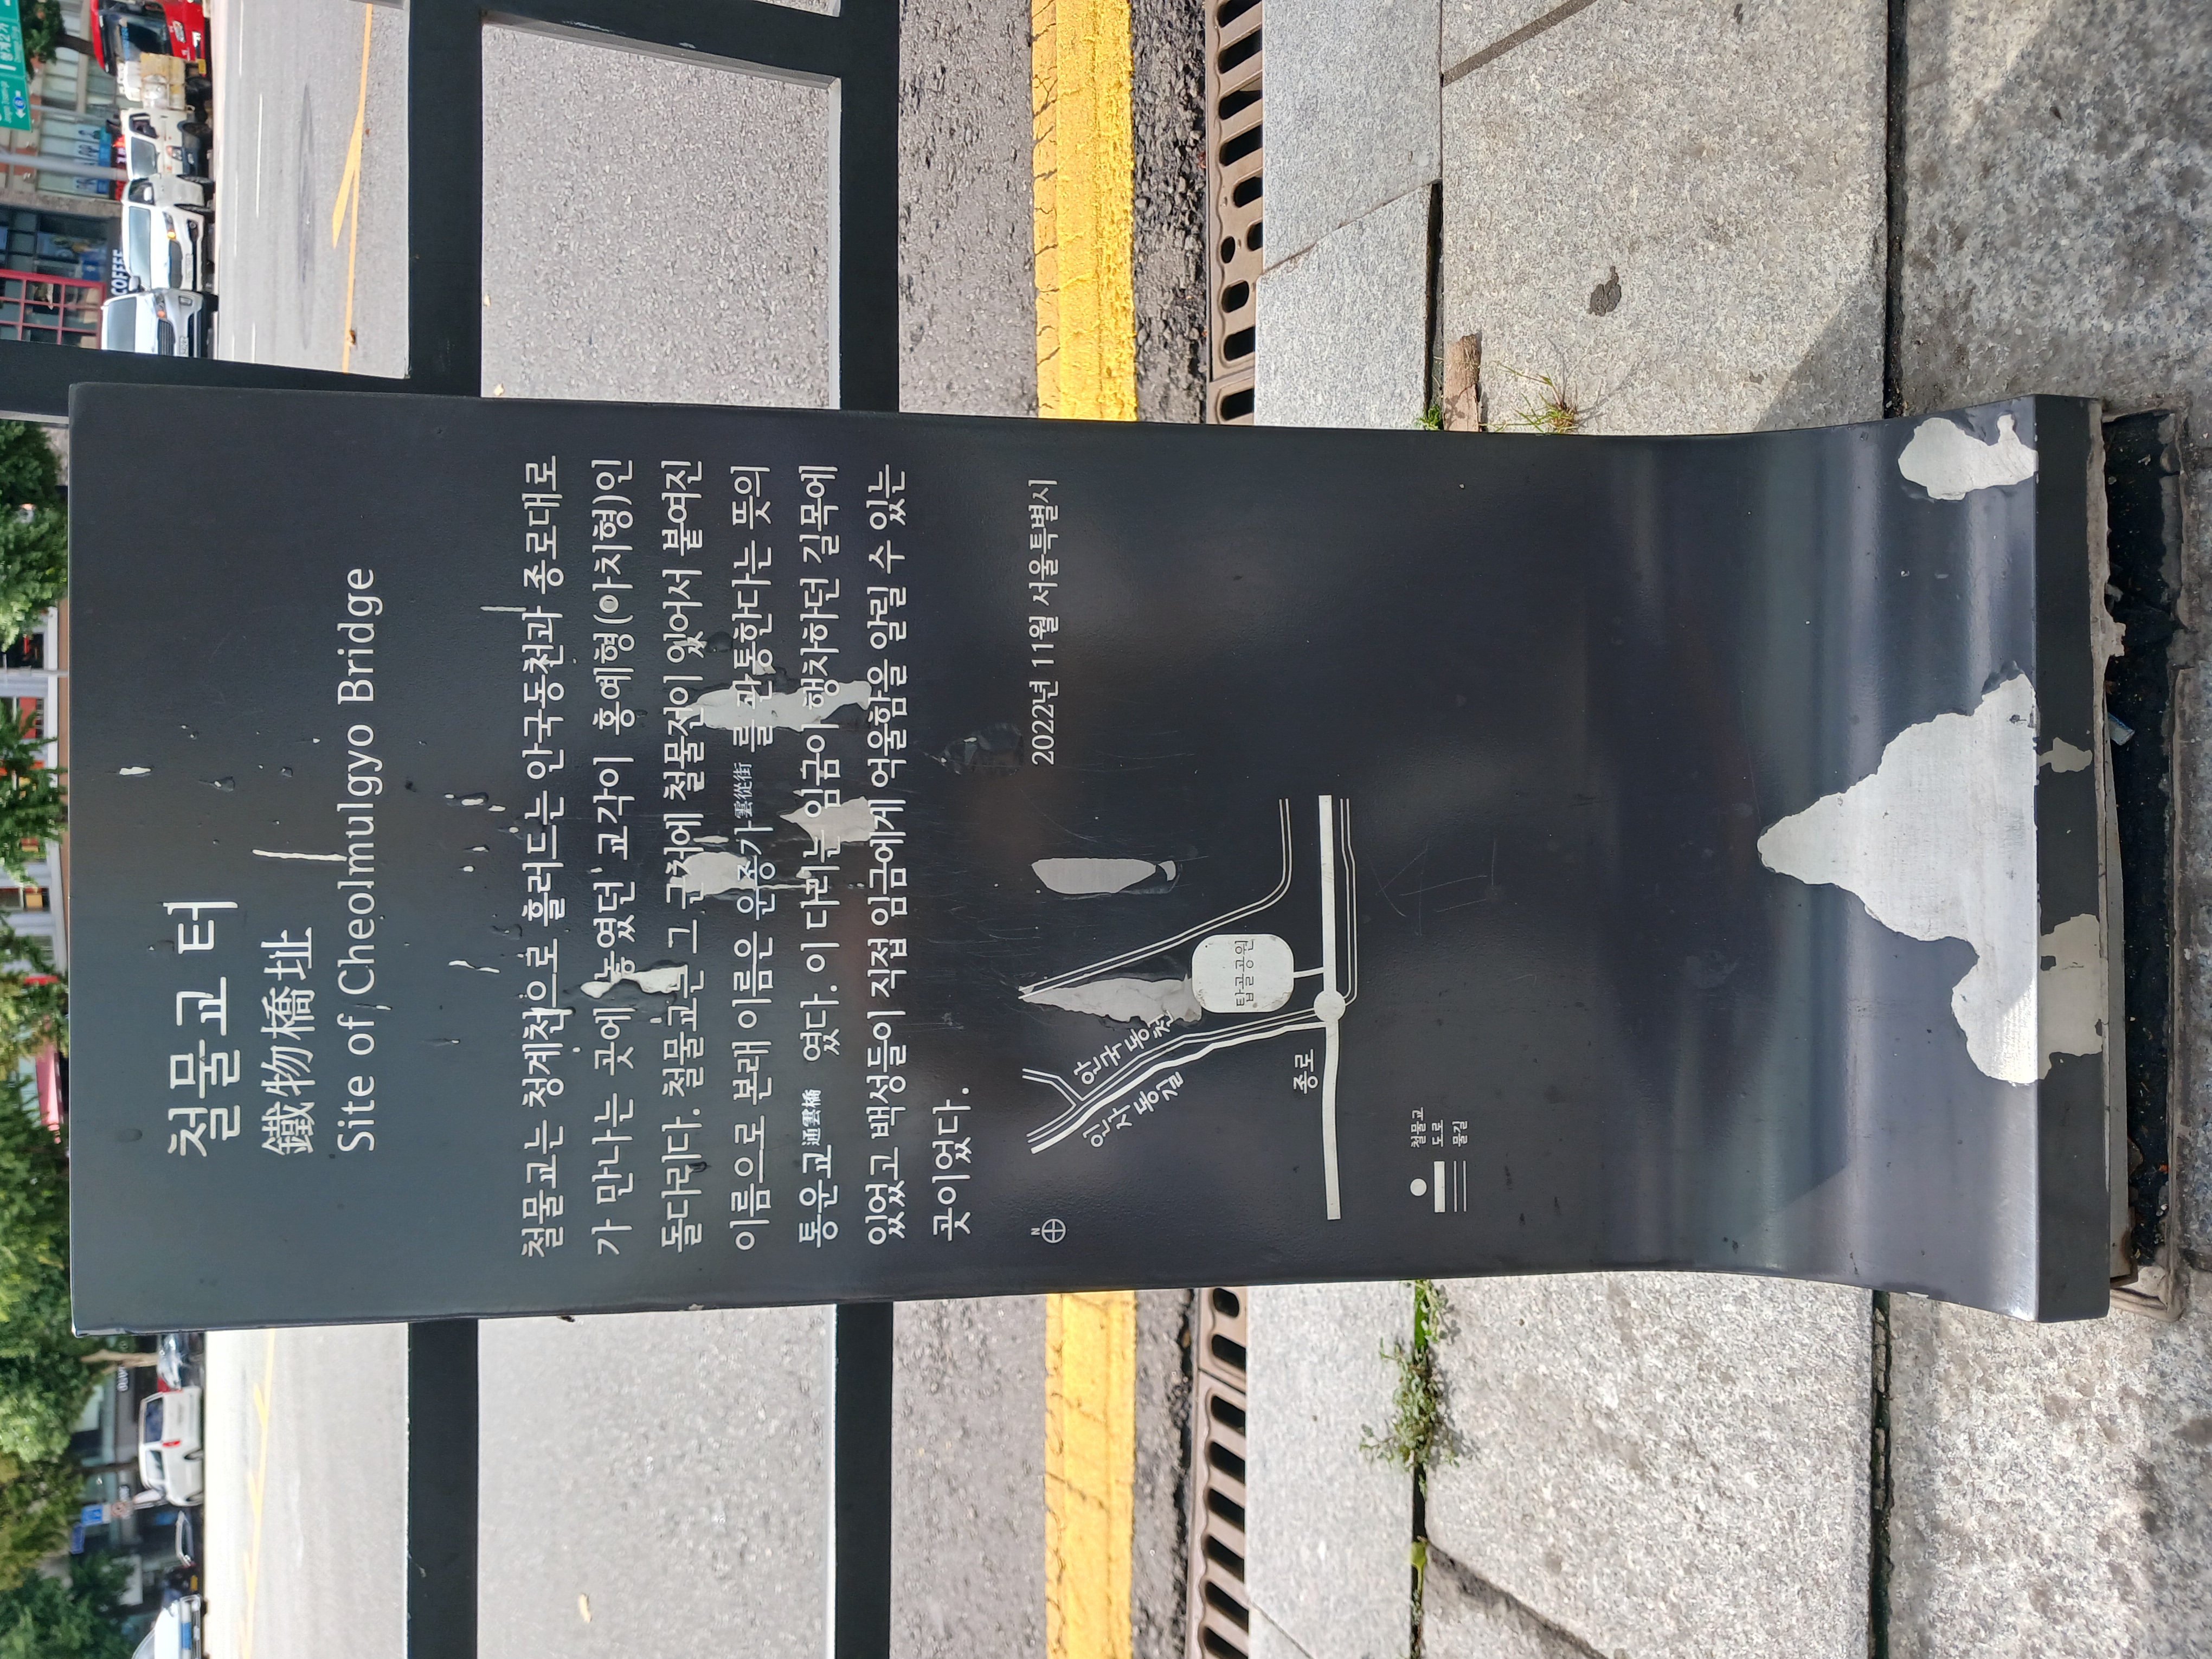 철물교 터
鐵物橋址
Site of Cheolmulgyo Bridge
철물교는 청계천으로 흘러드는 안국동천과 종로대로
가 만나는 곳에 놓였던, 교각이 홍예형(아치형)인
돌다리다. 철물교는 그 근처에 철물전이 있어서 붙여진
이름으로 본래 이름은 운종가雲從街 를 관통한다는 뜻의
통운교通雲橋 였다. 이 다리는 임금이 행차하던 길목에
있었고 백성들이 직접 임금에게 억울함을 알릴 수 있는
곳이었다.
2022년 11월 서울특별시
N
안국동천
인사동길
탑골공원
종로
철물교
도로
물길
COFFEE